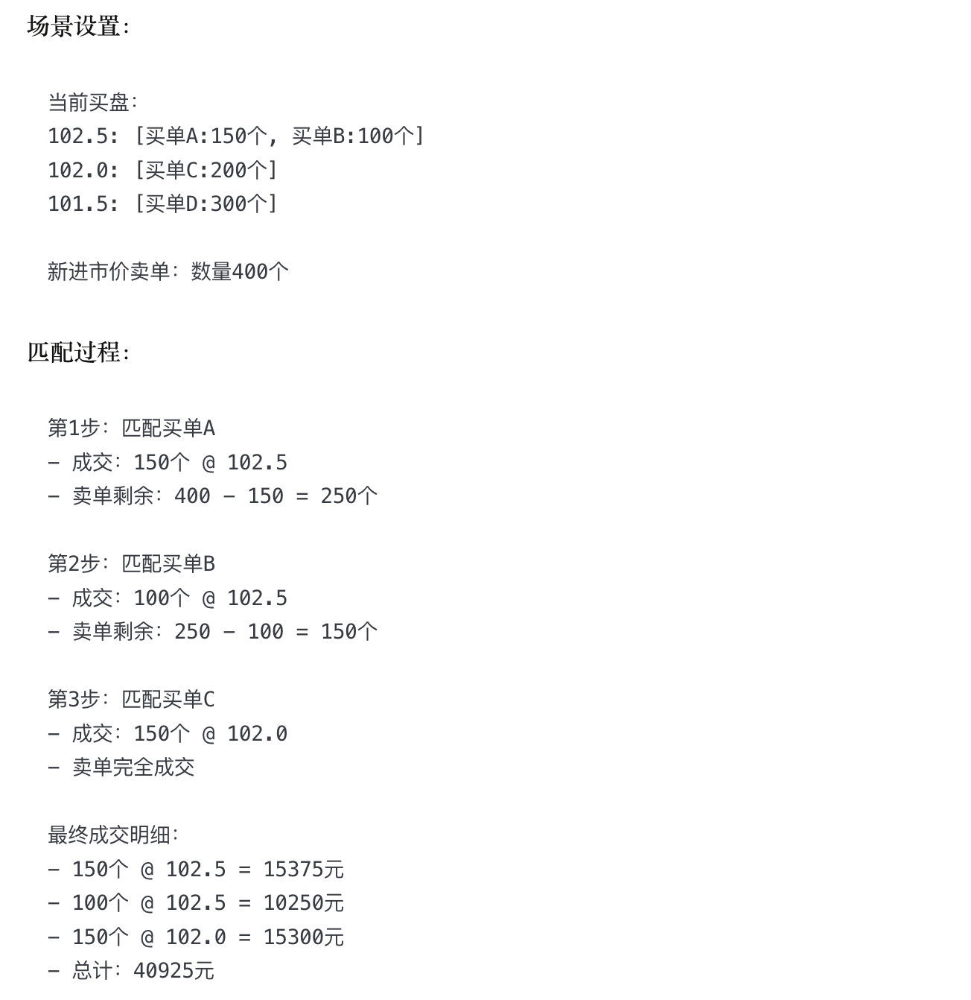 场景设置：
当前买盘：
102.5: [买单A:150个, 买单B:100个]
102.0: [买单C:200个]
101.5: [买单D:300个]
新进市价卖单：数量400个
匹配过程：
第1步：匹配买单A
- 成交：150个 @ 102.5
- 卖单剩余：400 - 150 = 250个
第2步：匹配买单B
- 成交：100个 @ 102.5
- 卖单剩余：250 - 100 = 150个
第3步：匹配买单C
- 成交：150个 @ 102.0
- 卖单完全成交
最终成交明细：
- 150个 @ 102.5 = 15375元
- 100个 @ 102.5 = 10250元
- 150个 @ 102.0 = 15300元
- 总计：40925元